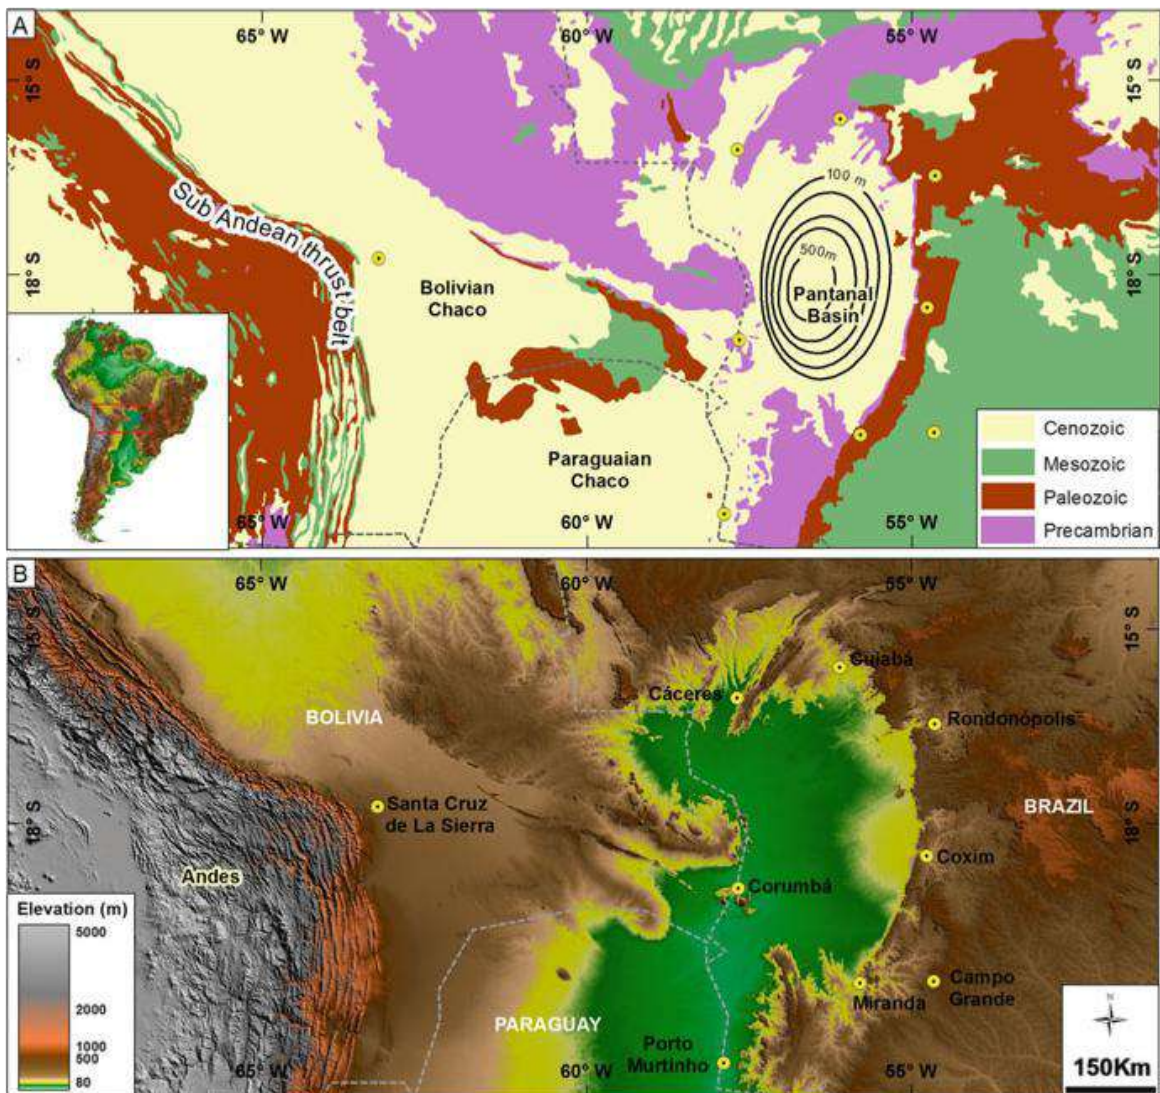 A
65° W
60° W
55° W
15° S
15° S
Sub Andean thrust belt
100 m
500m
18° S
18° S
Bolivian
Chaco
Pantanal
Basin
Paraguaian
Chaco
Cenozoic
Mesozoic
Paleozoic
Precambrian
65° W
60° W
55° W
B
65° W
60° W
55° W
15° S
15° S
Cuiabá
Cáceres
BOLIVIA
Rondonópolis
Santa Cruz
de La Sierra
BRAZIL
18° S
18° S
Coxim
Andes
Corumbá
Elevation (m)
5000
2000
1000
500
80
Campo
Grande
Miranda
PARAGUAY
Porto
Murtinho
65° W
60° W
55° W
N
150Km